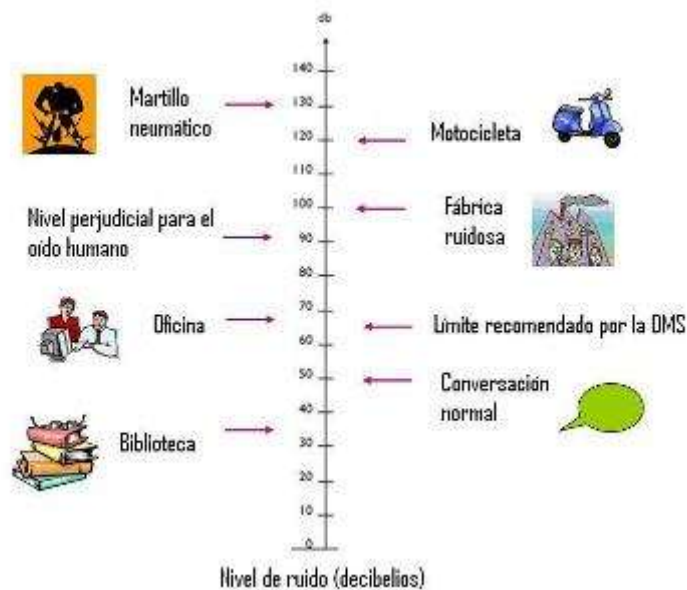 db
140
Martillo
neumático
130
Motocicleta
120
110
Fábrica
ruidosa
100
Nivel perjudicial para el
oído humano
90
80
70
Oficina
Límite recomendado por la OMS
60
50
Conversación
normal
40
Biblioteca
30
20
10
0
Nivel de ruido (decibelios)